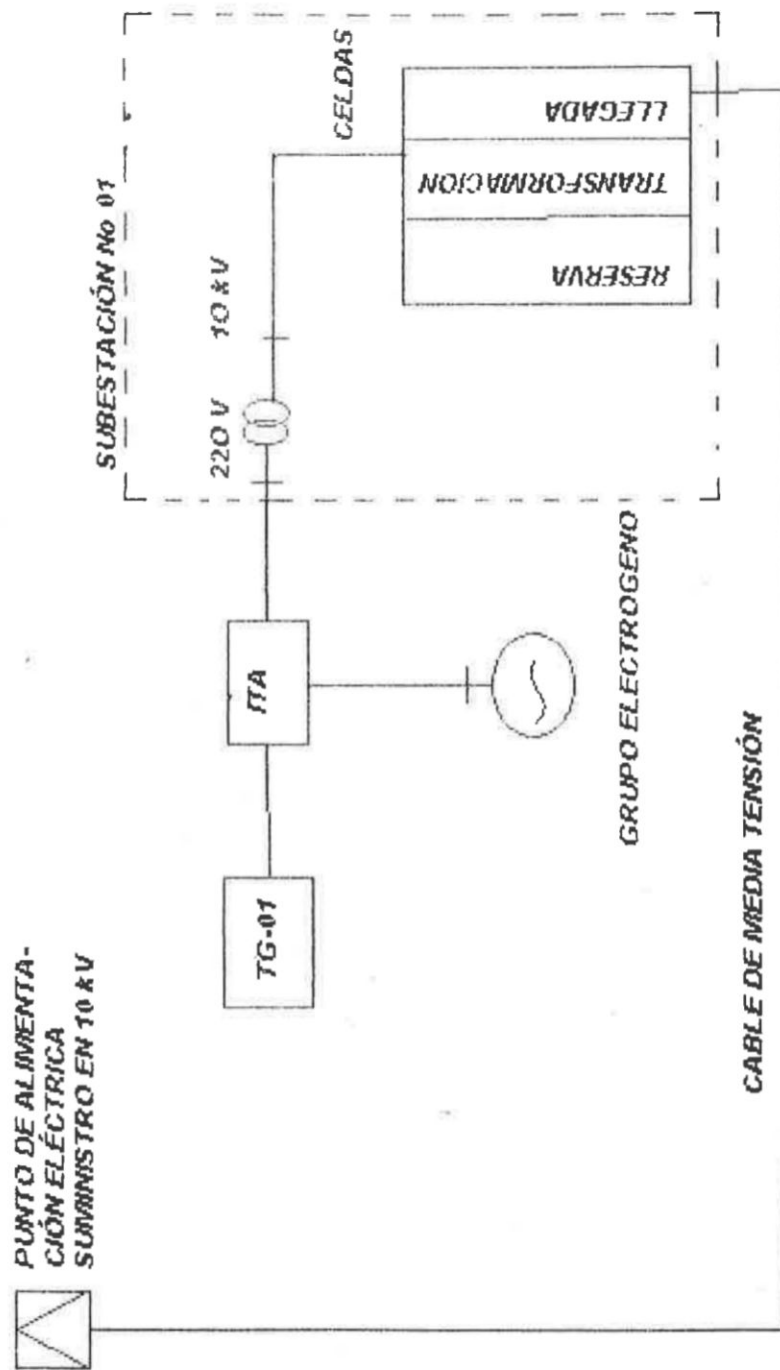 PUNTO DE ALIMENTA-
CIÓN ELÉCTRICA
SUMINISTRO EN 10 kV
SUBESTACIÓN No 01
TG-01
ITA
220 V
10 kV
CELDAS
RESERVA
TRANSFORMACION
LLEGADA
GRUPO ELECTROGENO
CABLE DE MEDIA TENSIÓN